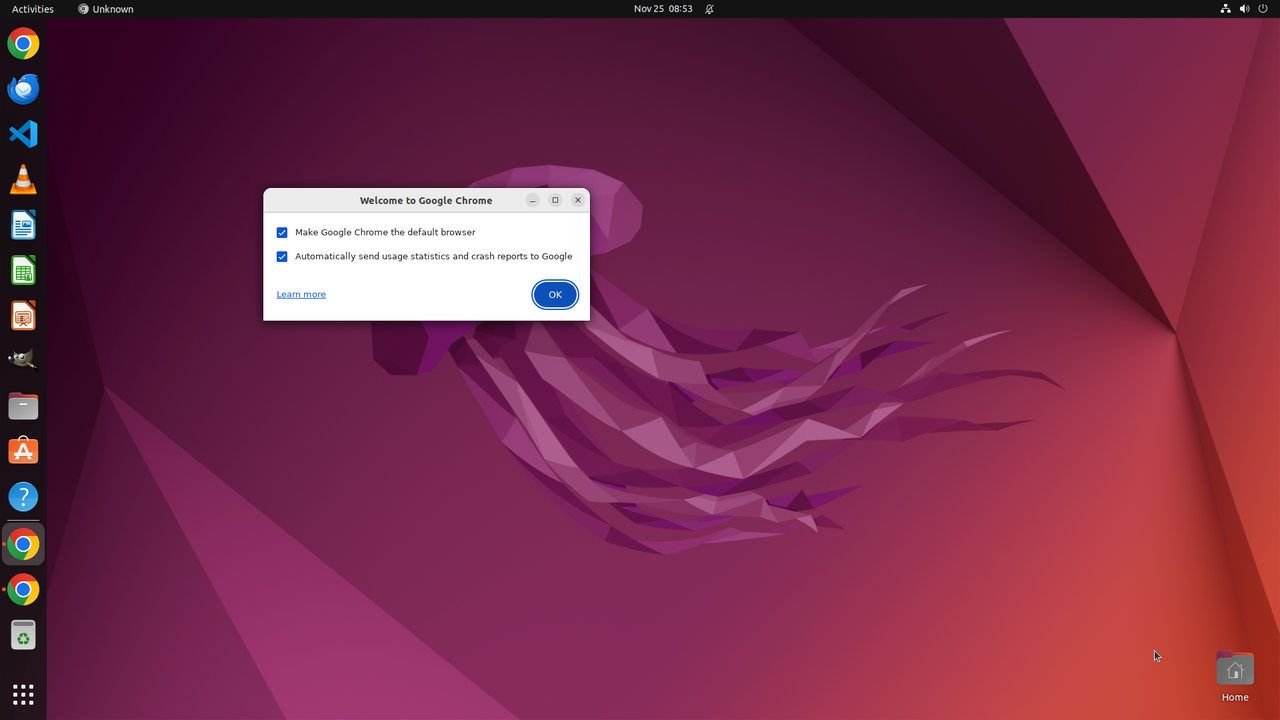 Activities
Unknown
Nov 25 08:53
Welcome to Google Chrome
Make Google Chrome the default browser
Automatically send usage statistics and crash reports to Google
Learn more
OK
Home